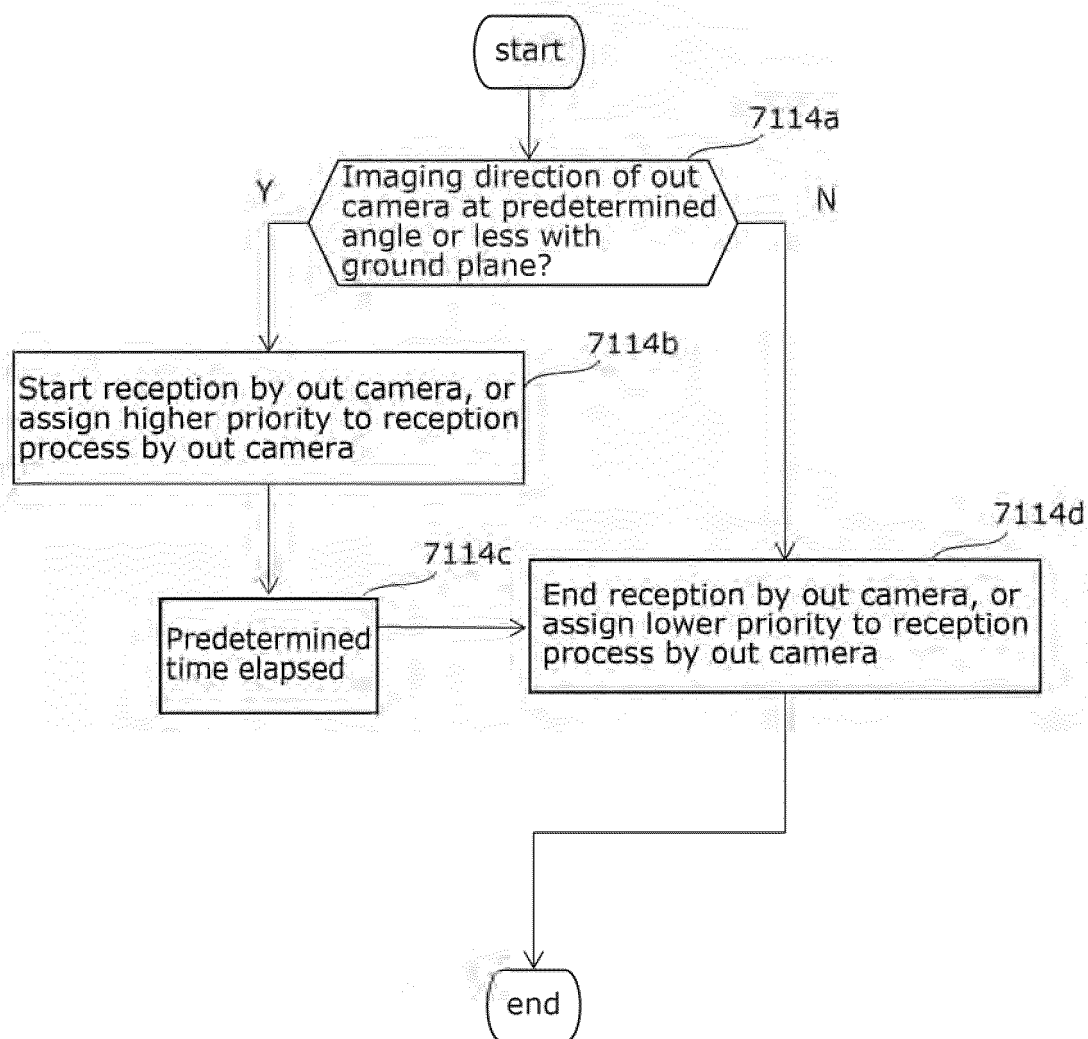 start
7114a
Y
Imaging direction of out
camera at predetermined
angle or less with
ground plane?
N
7114b
Start reception by out camera, or
assign higher priority to reception
process by out camera
7114c
Predetermined
time elapsed
7114d
End reception by out camera, or
assign lower priority to reception
process by out camera
end